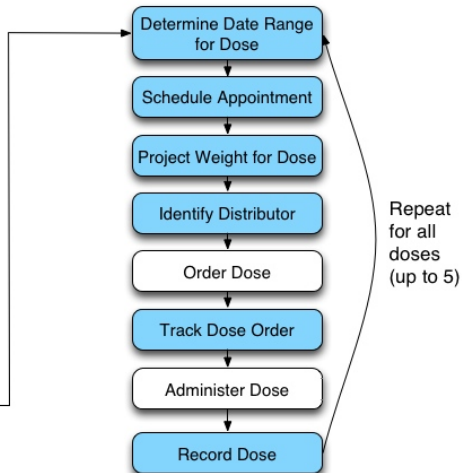 Determine Date Range
for Dose
Schedule Appointment
Project Weight for Dose
Identify Distributor
Order Dose
Track Dose Order
Administer Dose
Record Dose
Repeat
for all
doses
(up to 5)